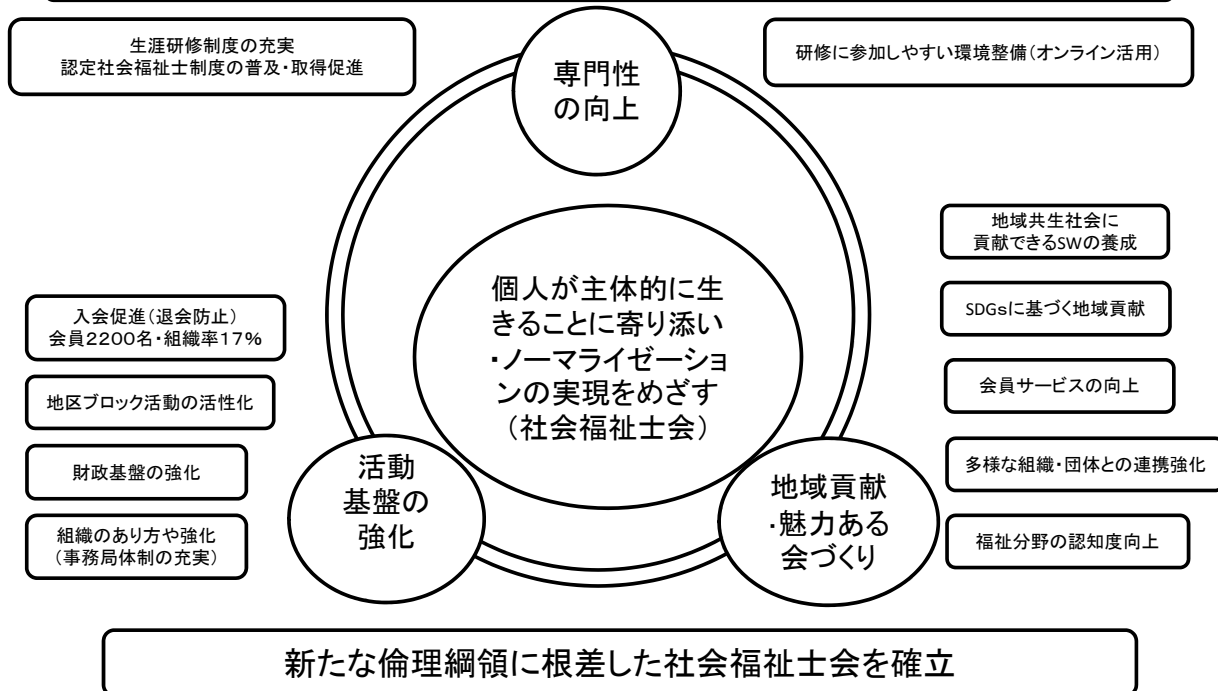 生涯研修制度の充実
認定社会福祉士制度の普及・取得促進
専門性
の向上
研修に参加しやすい環境整備(オンライン活用)
個人が主体的に生
きることに寄り添い
・ノーマライゼーショ
ンの実現をめざす
(社会福祉士会)
入会促進(退会防止)
会員2200名・組織率17%
地区ブロック活動の活性化
財政基盤の強化
組織のあり方や強化
(事務局体制の充実)
活動
基盤の
強化
地域貢献
・魅力ある
会づくり
地域共生社会に
貢献できるSWの養成
SDGsに基づく地域貢献
会員サービスの向上
多様な組織・団体との連携強化
福祉分野の認知度向上
新たな倫理綱領に根差した社会福祉士会を確立